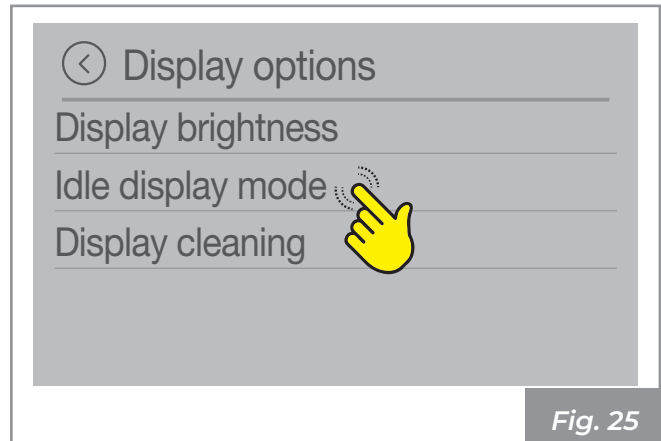 Display options
Display brightness
Idle display mode
Display cleaning
Fig. 25